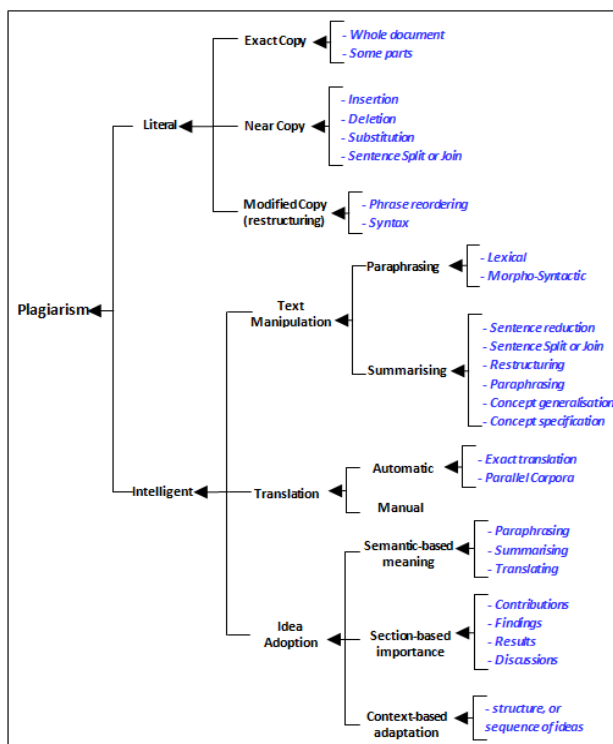 Exact Copy
- Whole document
- Some parts
Literal
Near Copy
- Insertion
- Deletion
- Substitution
- Sentence Split or Join
Modified Copy
(restructuring)
- Phrase reordering
- Syntax
Plagiarism
Text
Manipulation
Paraphrasing
- Lexical
- Morpho-Syntactic
Summarising
- Sentence reduction
- Sentence Split or Join
- Restructuring
- Paraphrasing
- Concept generalisation
- Concept specification
Intelligent
Translation
Automatic
- Exact translation
- Parallel Corpora
Manual
Idea
Adoption
Semantic-based
meaning
- Paraphrasing
- Summarising
- Translating
Section-based
importance
- Contributions
- Findings
- Results
- Discussions
Context-based
adaptation
- structure, or
sequence of ideas